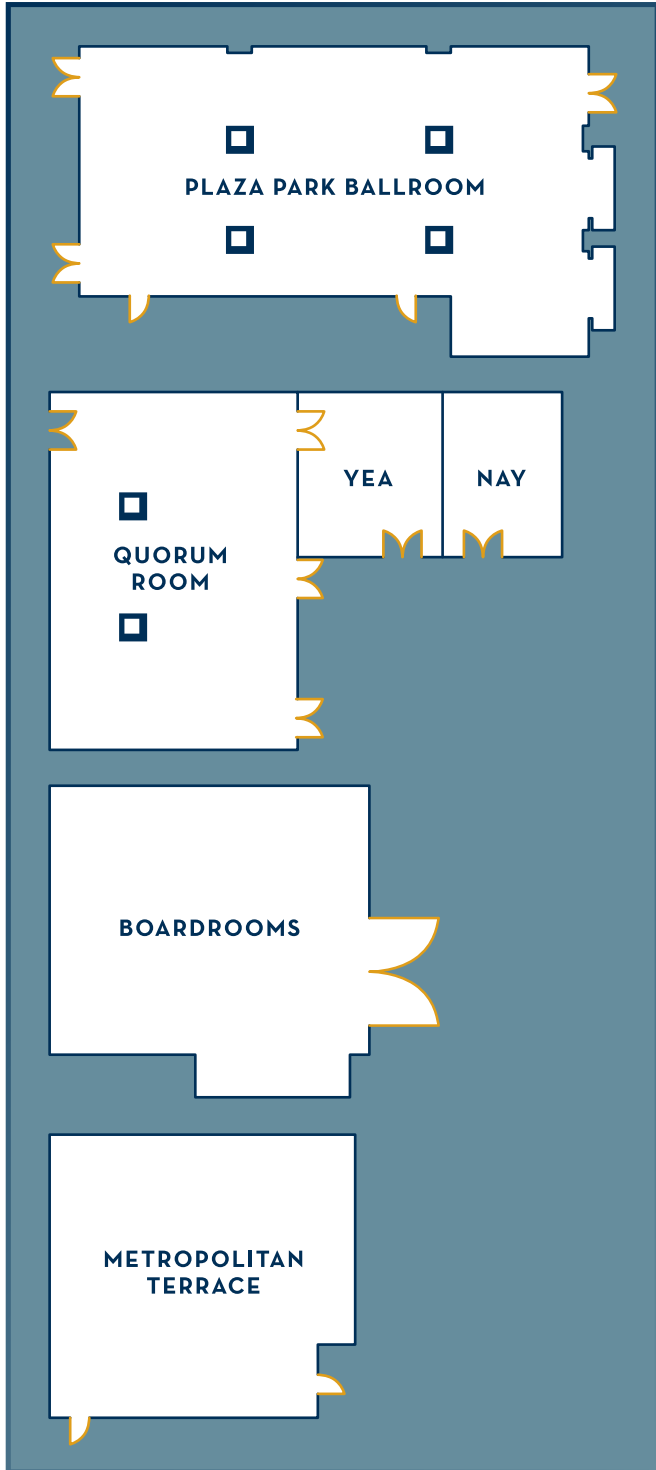 PLAZA PARK BALLROOM
YEA
NAY
QUORUM
ROOM
BOARDROOMS
METROPOLITAN
TERRACE